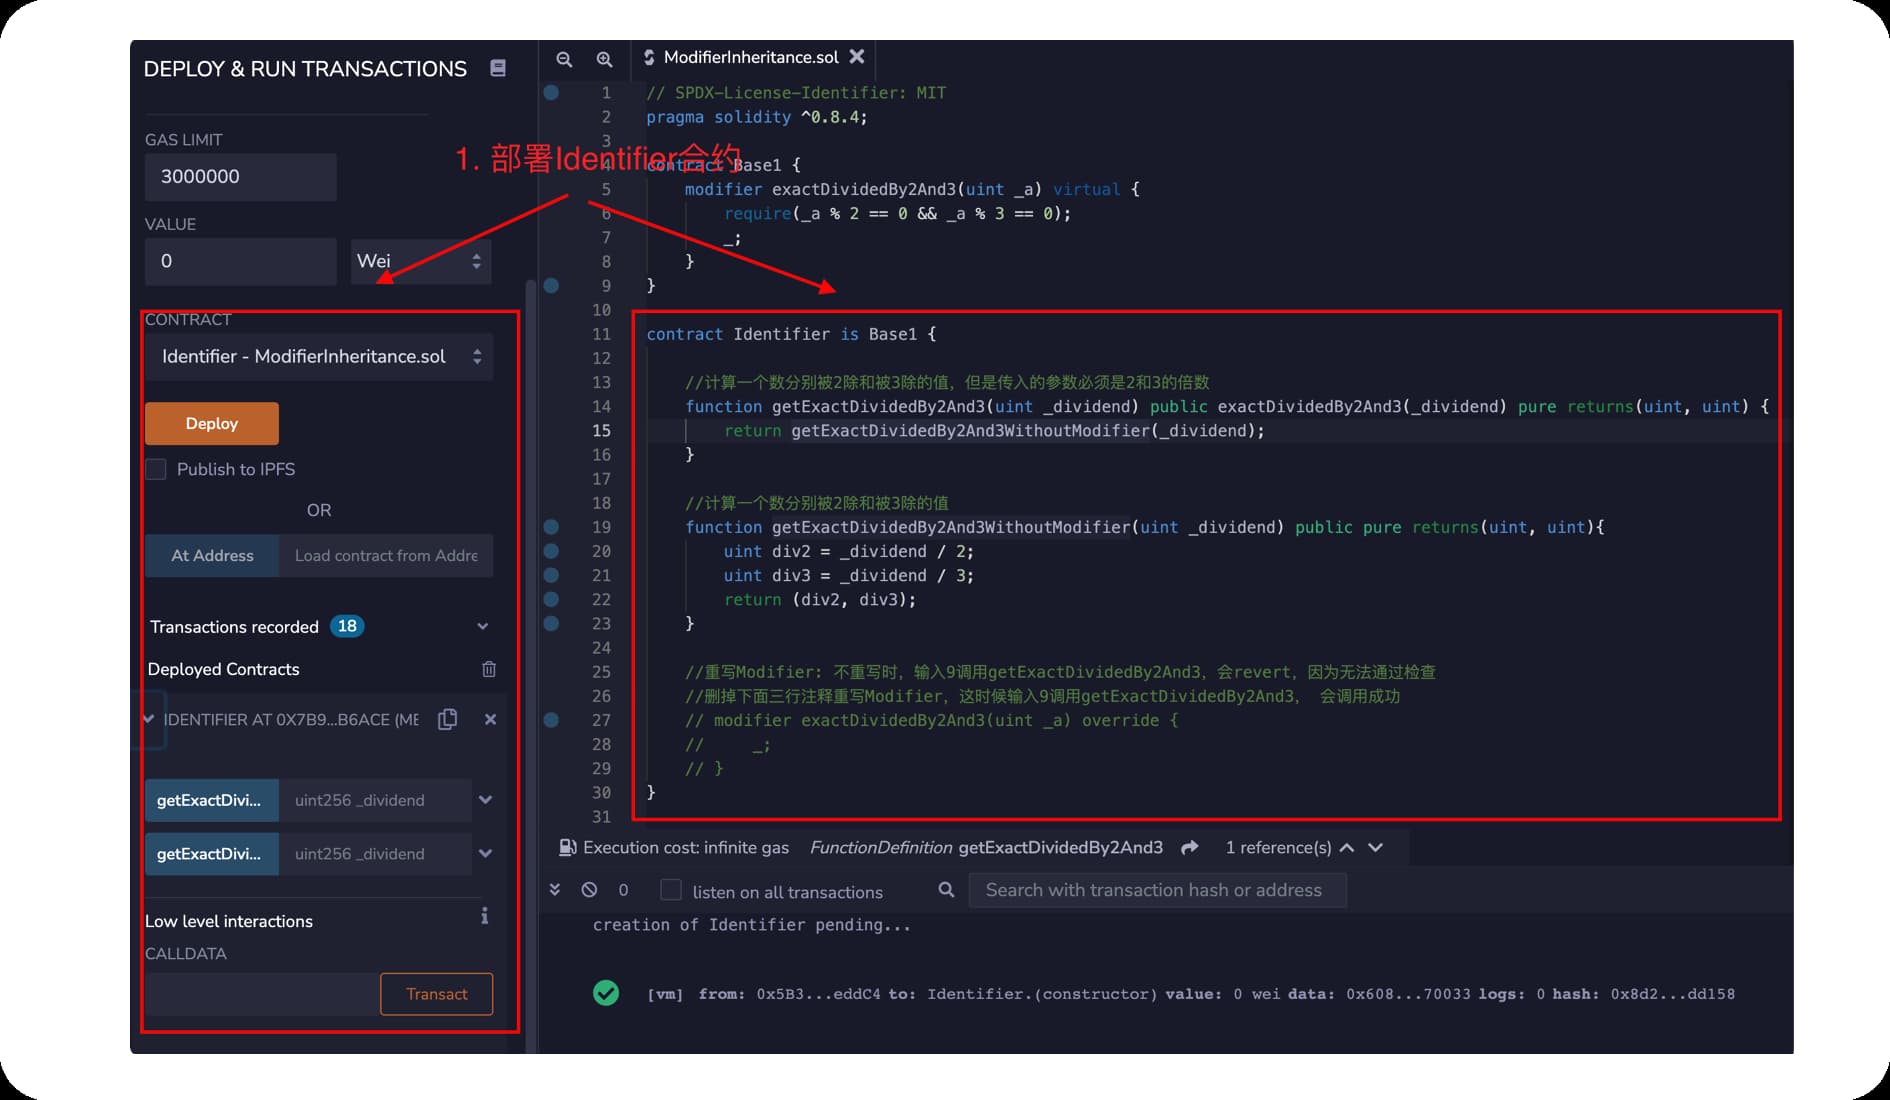 DEPLOY & RUN TRANSACTIONS
GAS LIMIT
3000000
VALUE
0
Wei
CONTRACT
Identifier - ModifierInheritance.sol
Deploy
Publish to IPFS
OR
At Address
Load contract from Addre
Transactions recorded 18
Deployed Contracts
IDENTIFIER AT 0X7B9...B6ACE (ME
getExactDivi... uint256 _dividend
getExactDivi... uint256 _dividend
Low level interactions
CALLDATA
Transact
1. 部署Identifier合约
ModifierInheritance.sol
1 // SPDX-License-Identifier: MIT
2 pragma solidity ^0.8.4;
3
4 contract Base1 {
5 modifier exactDividedBy2And3(uint _a) virtual {
6 require(_a % 2 == 0 && _a % 3 == 0);
7 _;
8 }
9 }
10
11 contract Identifier is Base1 {
12
13 //计算一个数分别被2除和被3除的值，但是传入的参数必须是2和3的倍数
14 function getExactDividedBy2And3(uint _dividend) public exactDividedBy2And3(_dividend) pure returns(uint, uint) {
15 return getExactDividedBy2And3WithoutModifier(_dividend);
16 }
17
18 //计算一个数分别被2除和被3除的值
19 function getExactDividedBy2And3WithoutModifier(uint _dividend) public pure returns(uint, uint){
20 uint div2 = _dividend / 2;
21 uint div3 = _dividend / 3;
22 return (div2, div3);
23 }
24
25 //重写Modifier: 不重写时，输入9调用getExactDividedBy2And3，会revert，因为无法通过检查
26 //删掉下面三行注释重写Modifier，这时候输入9调用getExactDividedBy2And3， 会调用成功
27 // modifier exactDividedBy2And3(uint _a) override {
28 // _;
29 // }
30 }
31
Execution cost: infinite gas FunctionDefinition getExactDividedBy2And3 1 reference(s)
0 listen on all transactions Search with transaction hash or address
creation of Identifier pending...
[vm] from: 0x5B3...eddC4 to: Identifier.(constructor) value: 0 wei data: 0x608...70033 logs: 0 hash: 0x8d2...dd158